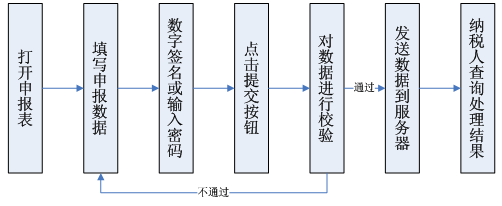 打开申报表
填写申报数据
数字签名或输入密码
点击提交按钮
对数据进行校验
通过
发送数据到服务器
纳税人查询处理结果
不通过